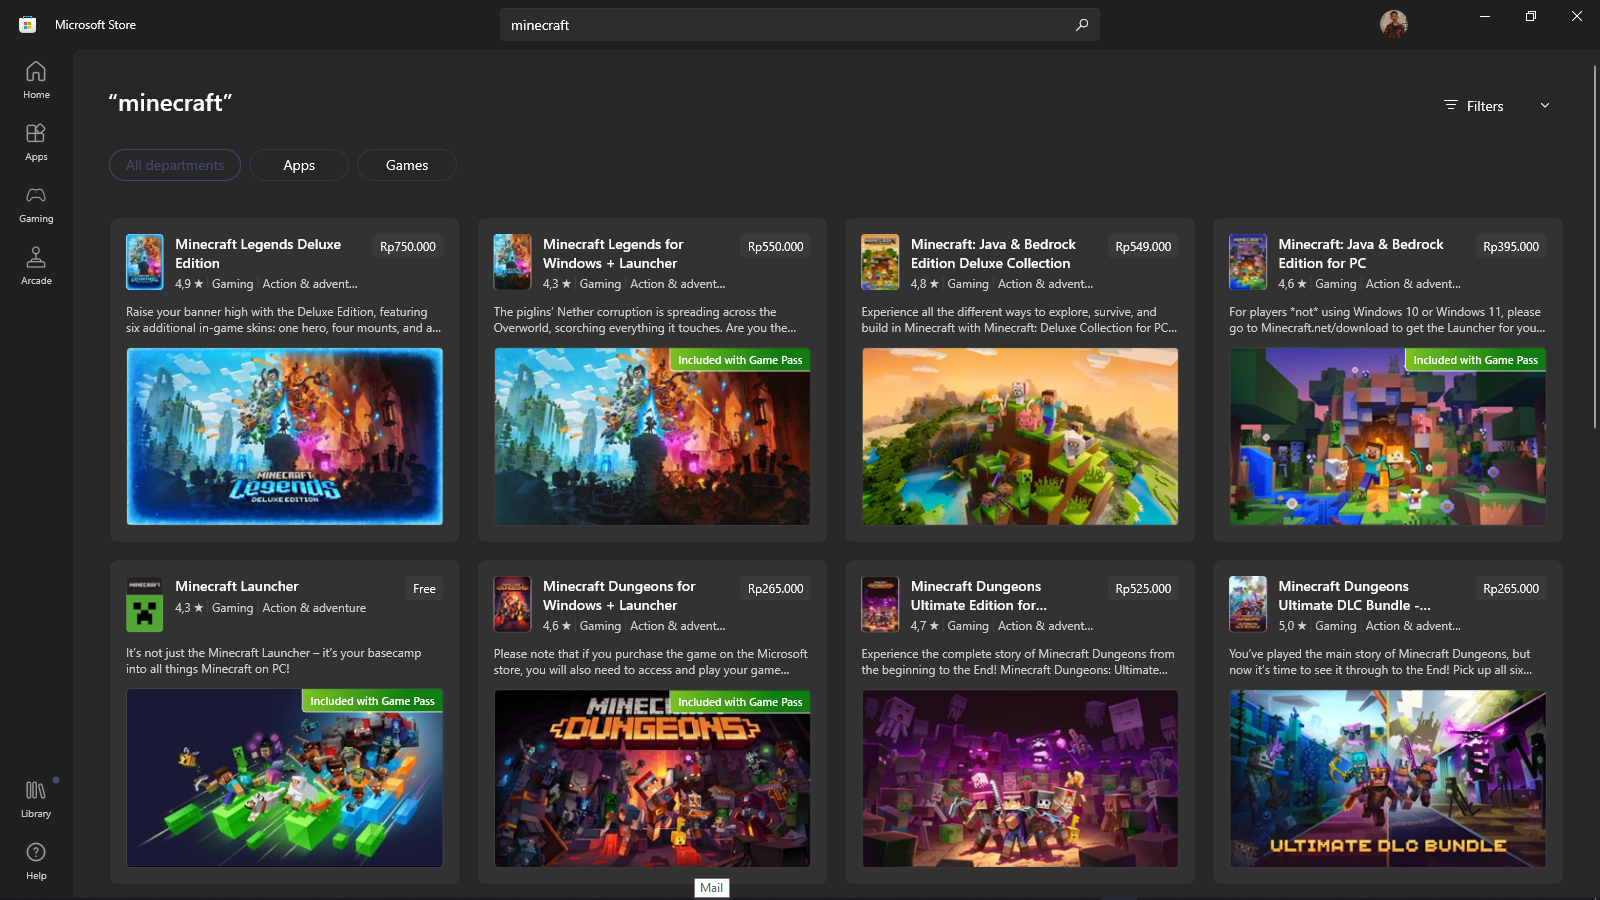 Microsoft Store
minecraft
Home
Apps
Gaming
Arcade
Library
Help
“minecraft”
Filters
All departments
Apps
Games
Minecraft Legends Deluxe
Edition
Rp750.000
4,9 ★ Gaming Action & advent...
Raise your banner high with the Deluxe Edition, featuring
six additional in-game skins: one hero, four mounts, and a...
MINECRAFT
Legends
DELUXE EDITION
Minecraft Legends for
Windows + Launcher
Rp550.000
4,3 ★ Gaming Action & advent...
The piglins’ Nether corruption is spreading across the
Overworld, scorching everything it touches. Are you the...
Included with Game Pass
Minecraft: Java & Bedrock
Edition Deluxe Collection
Rp549.000
4,8 ★ Gaming Action & advent...
Experience all the different ways to explore, survive, and
build in Minecraft with Minecraft: Deluxe Collection for PC...
Minecraft: Java & Bedrock
Edition for PC
Rp395.000
4,6 ★ Gaming Action & advent...
For players *not* using Windows 10 or Windows 11, please
go to Minecraft.net/download to get the Launcher for you...
Included with Game Pass
MINECRAFT
Minecraft Launcher
Free
4,3 ★ Gaming Action & adventure
It’s not just the Minecraft Launcher – it’s your basecamp
into all things Minecraft on PC!
Included with Game Pass
Minecraft Dungeons for
Windows + Launcher
Rp265.000
4,6 ★ Gaming Action & advent...
Please note that if you purchase the game on the Microsoft
store, you will also need to access and play your game...
Included with Game Pass
DUNGEONS
Minecraft Dungeons
Ultimate Edition for...
Rp525.000
4,7 ★ Gaming Action & advent...
Experience the complete story of Minecraft Dungeons from
the beginning to the End! Minecraft Dungeons: Ultimate...
Minecraft Dungeons
Ultimate DLC Bundle -...
Rp265.000
5,0 ★ Gaming Action & advent...
You’ve played the main story of Minecraft Dungeons, but
now it’s time to see it through to the End! Pick up all six...
ULTIMATE DLC BUNDLE
Mail